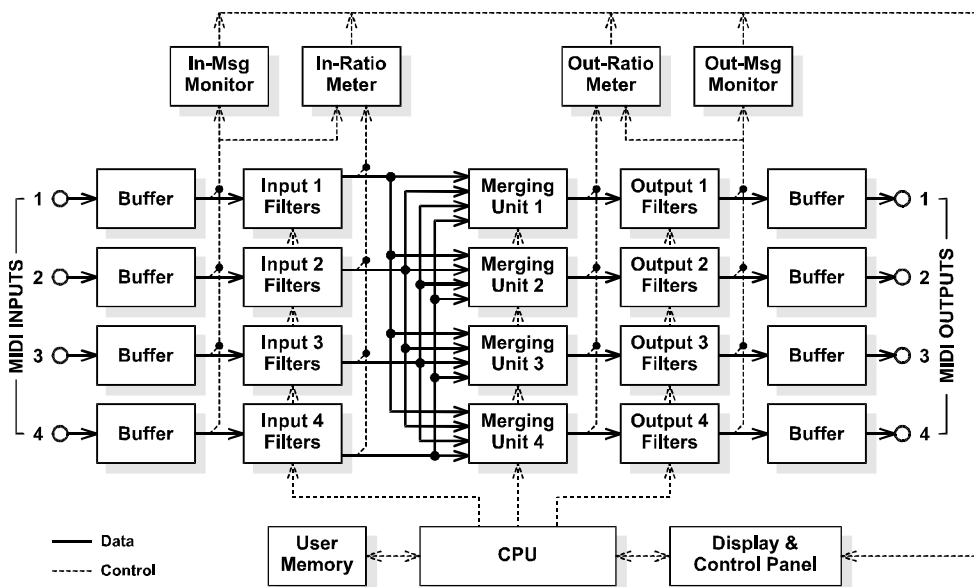 In-Msg
Monitor
In-Ratio
Meter
Out-Ratio
Meter
Out-Msg
Monitor
MIDI INPUTS
1
Buffer
Input 1
Filters
Merging
Unit 1
Output 1
Filters
Buffer
1
2
Buffer
Input 2
Filters
Merging
Unit 2
Output 2
Filters
Buffer
2
3
Buffer
Input 3
Filters
Merging
Unit 3
Output 3
Filters
Buffer
3
4
Buffer
Input 4
Filters
Merging
Unit 4
Output 4
Filters
Buffer
4
MIDI OUTPUTS
Data
Control
User
Memory
CPU
Display &
Control Panel